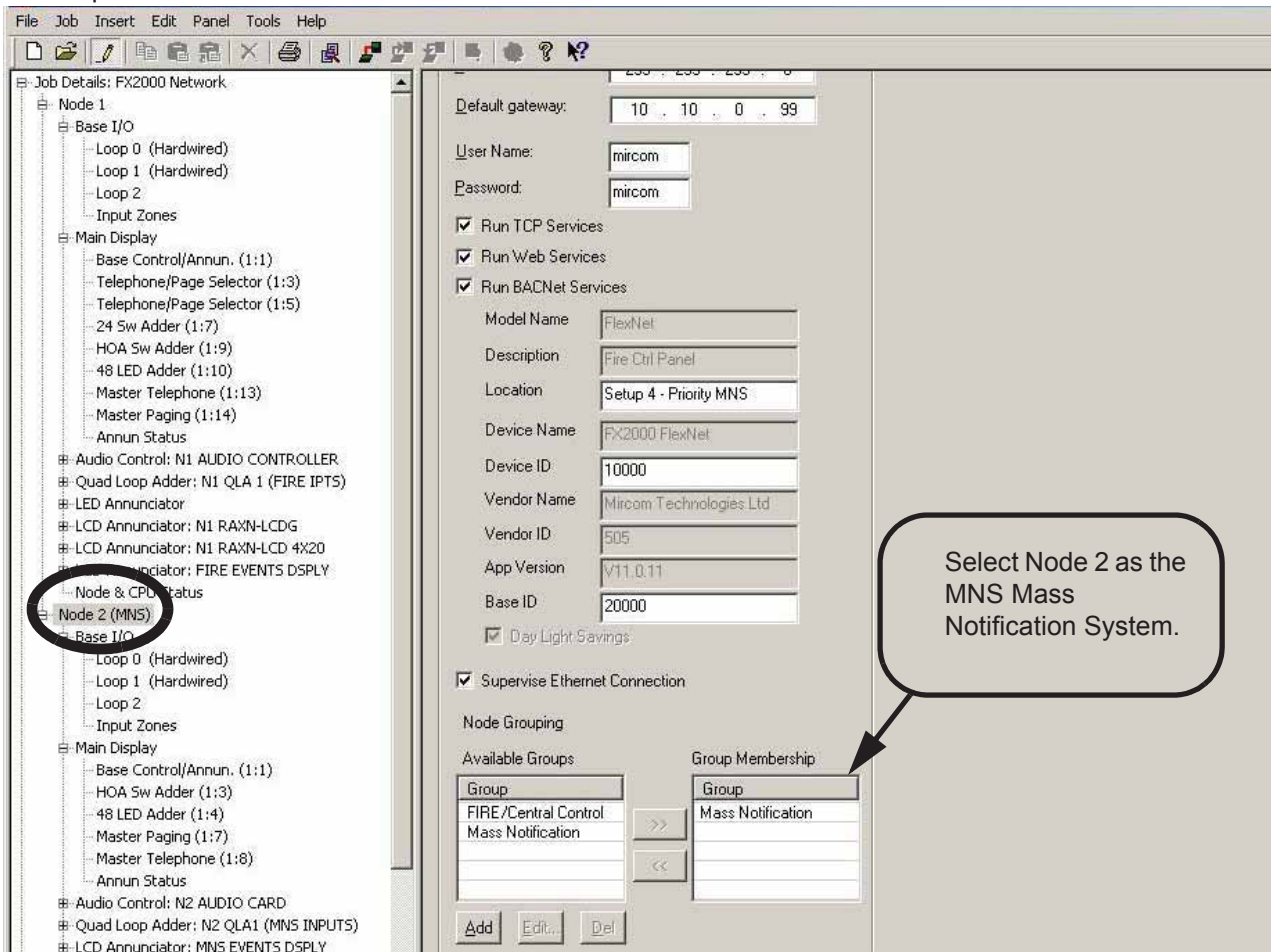 File Job Insert Edit Panel Tools Help
Job Details: FX2000 Network
Node 1
Base I/O
Loop 0 (Hardwired)
Loop 1 (Hardwired)
Loop 2
Input Zones
Main Display
Base Control/Annun. (1:1)
Telephone/Page Selector (1:3)
Telephone/Page Selector (1:5)
24 Sw Adder (1:7)
HOA Sw Adder (1:9)
48 LED Adder (1:10)
Master Telephone (1:13)
Master Paging (1:14)
Annun Status
Audio Control: N1 AUDIO CONTROLLER
Quad Loop Adder: N1 QLA 1 (FIRE IPTS)
LED Annunciator
LCD Annunciator: N1 RAXN-LCDG
LCD Annunciator: N1 RAXN-LCD 4X20
FIRE EVENTS DSPLY
Node & CPU Status
Node 2 (MNS)
Base I/O
Loop 0 (Hardwired)
Loop 1 (Hardwired)
Loop 2
Input Zones
Main Display
Base Control/Annun. (1:1)
HOA Sw Adder (1:3)
48 LED Adder (1:4)
Master Paging (1:7)
Master Telephone (1:8)
Annun Status
Audio Control: N2 AUDIO CARD
Quad Loop Adder: N2 QLA1 (MNS INPUTS)
LCD Annunciator: MNS EVENTS DSPLY
Default gateway: 10 . 10 . 0 . 99
User Name: mircom
Password: mircom
Run TCP Services
Run Web Services
Run BACNet Services
Model Name FlexNet
Description Fire Ctrl Panel
Location Setup 4 - Priority MNS
Device Name FX2000 FlexNet
Device ID 10000
Vendor Name Mircom Technologies Ltd
Vendor ID 505
App Version V11.0.11
Base ID 20000
Day Light Savings
Supervise Ethernet Connection
Node Grouping
Available Groups Group Membership
Group Group
FIRE/Central Control Mass Notification
Mass Notification
>>
<<
Add Edit... Del
Select Node 2 as the
MNS Mass
Notification System.